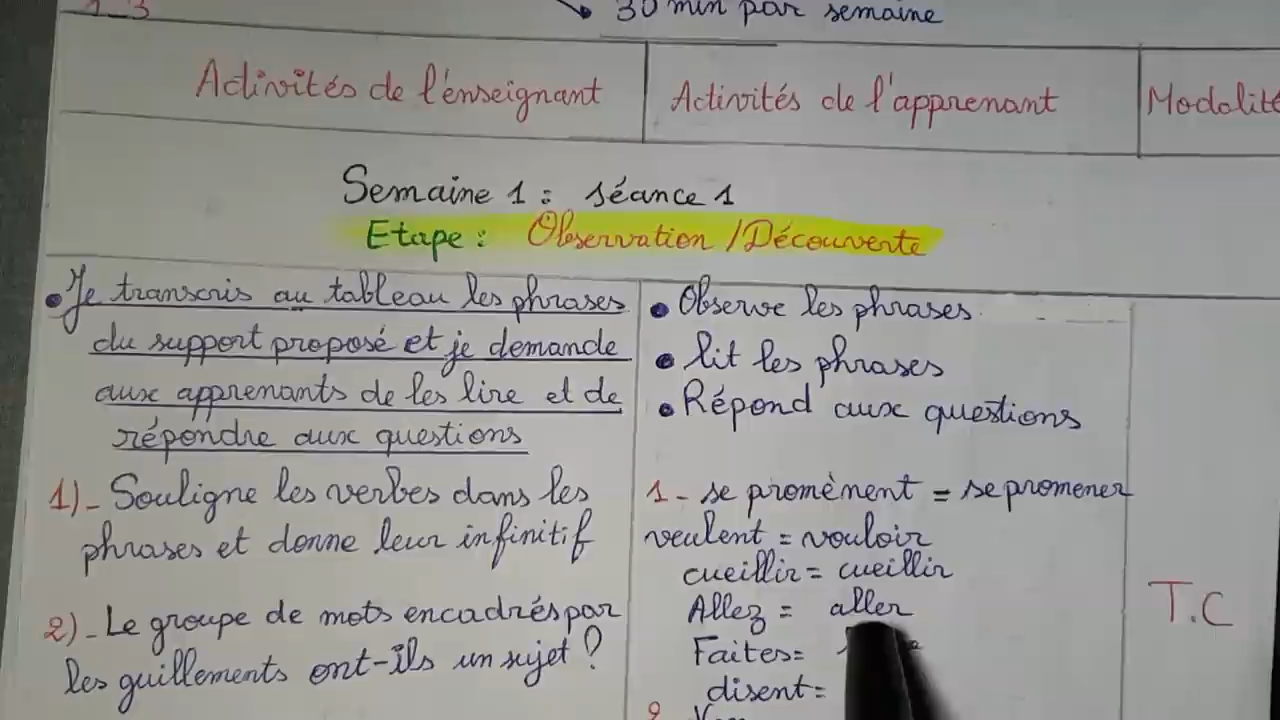 1_3
30 min par semaine
Activités de l'enseignant
Activités de l'apprenant
Modalité
Semaine 1 : séance 1
Etape : Observation / Découverte
• Je transcris au tableau les phrases
du support proposé et je demande
aux apprenants de les lire et de
répondre aux questions
1)- Souligne les verbes dans les
phrases et donne leur infinitif
2)- Le groupe de mots encadrés par
les guillements ont-ils un sujet ?
• Observe les phrases
• lit les phrases
• Répond aux questions
1 - se promènent = se promener
veulent = vouloir
cueillir = cueillir
Allez = aller
Faites =
disent =
T.C